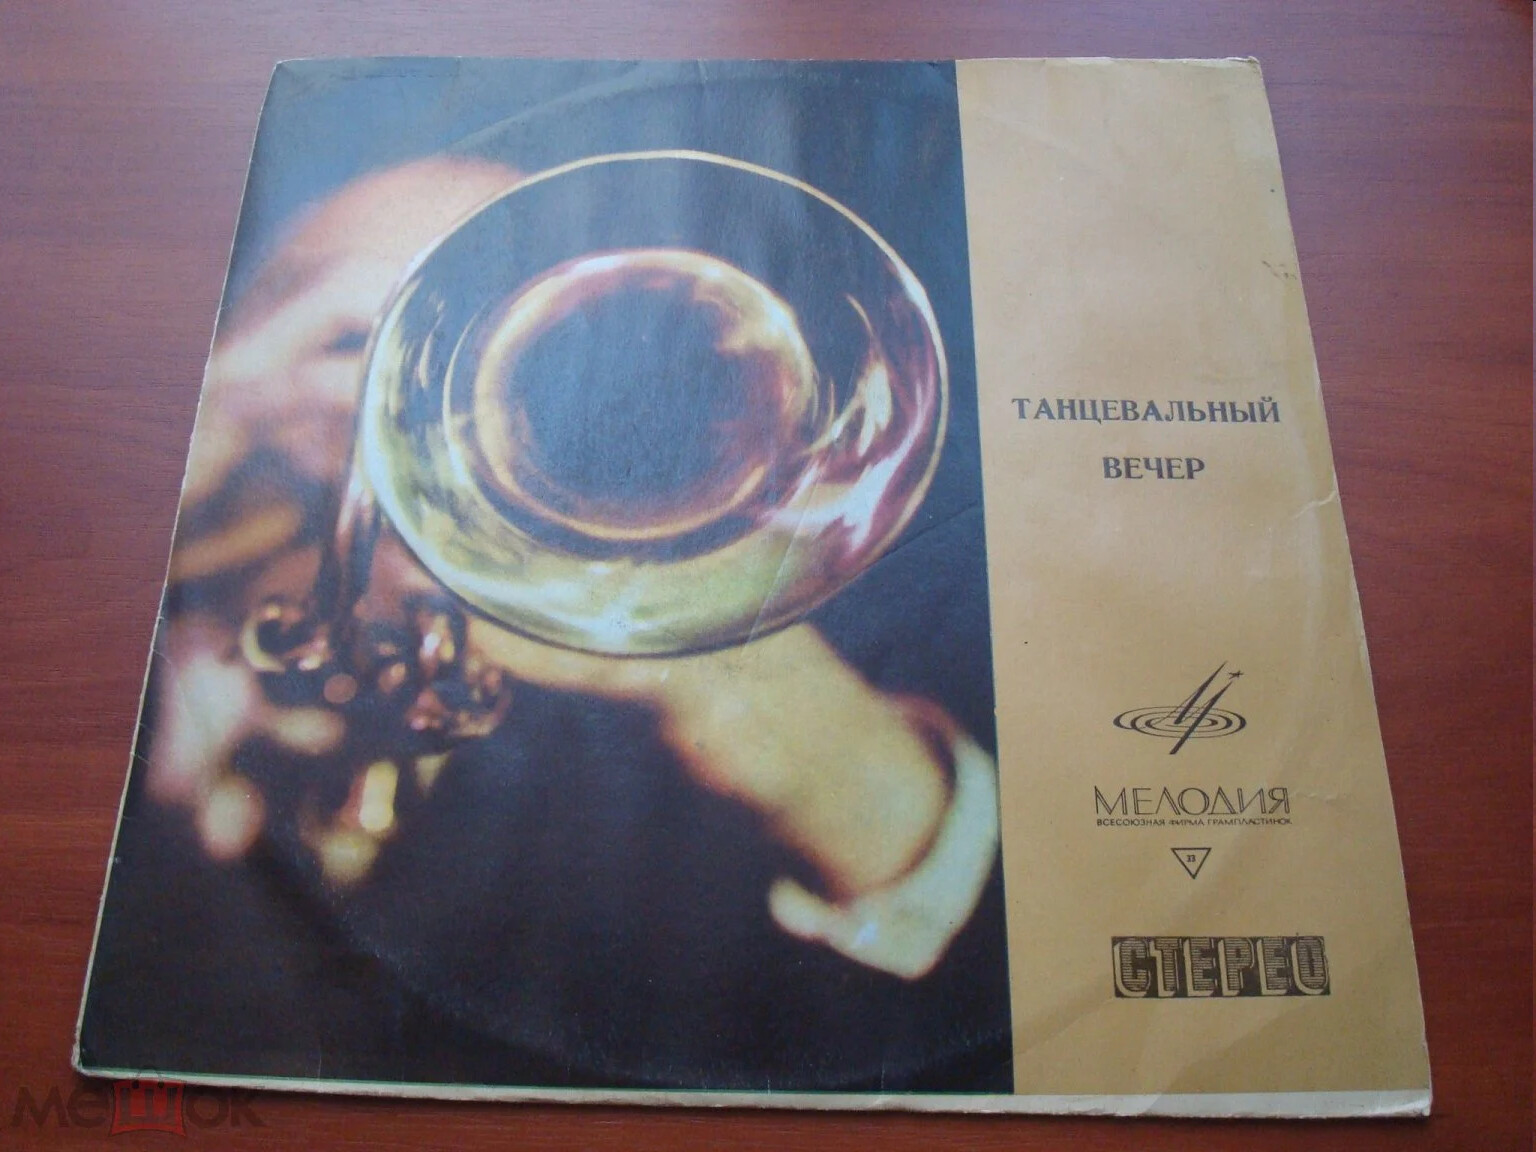 ТАНЦЕВАЛЬНЫЙ
ВЕЧЕР
МЕЛОДИЯ
ВСЕСОЮЗНАЯ ФИРМА ГРАМПЛАСТИНОК
33
СТЕРЕО
мешок